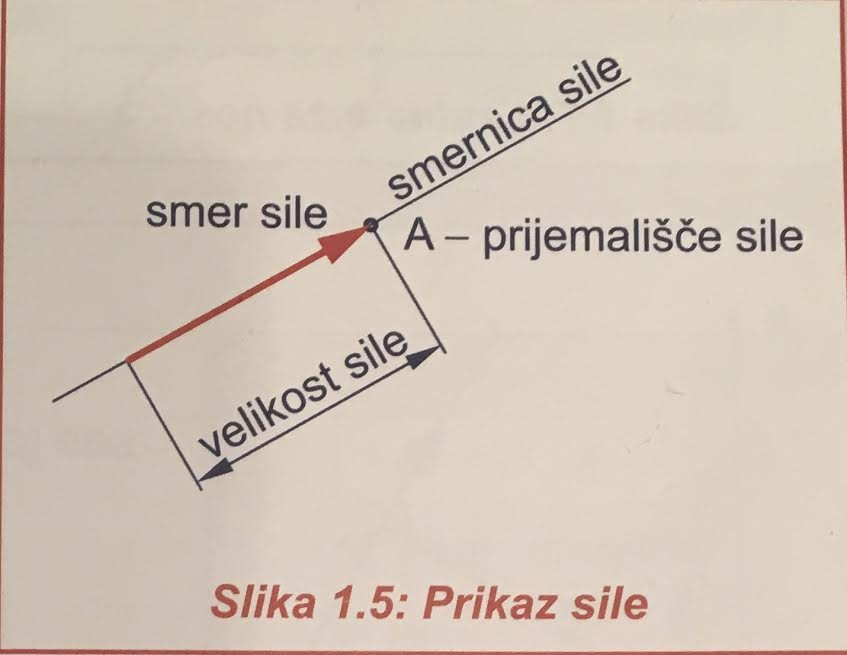 smernica sile
smer sile
A – prijemališče sile
velikost sile
Slika 1.5: Prikaz sile